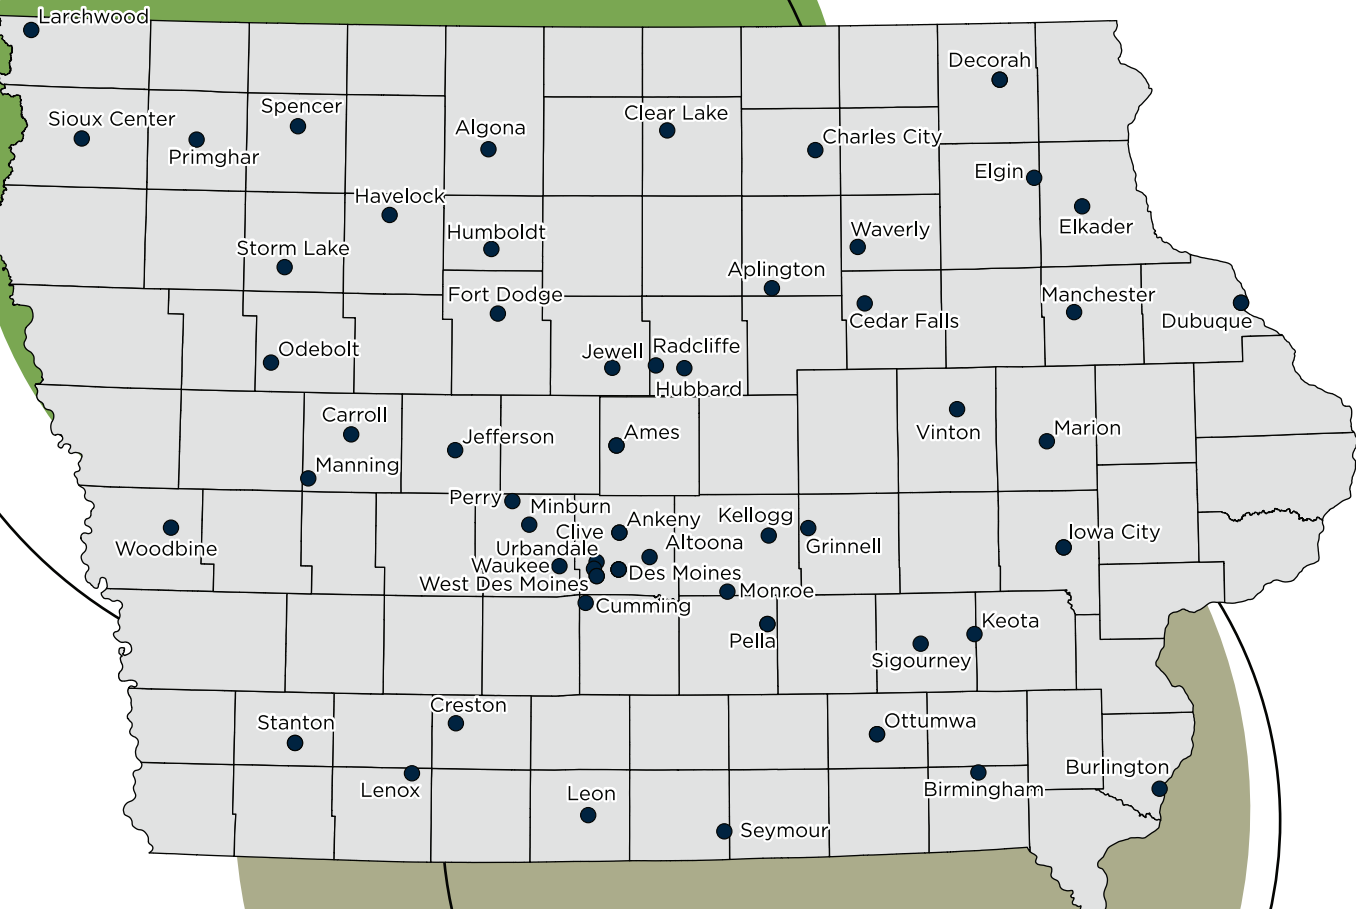 Larchwood
Decorah
Spencer
Clear Lake
Sioux Center
Algona
Charles City
Primghar
Elgin
Havelock
Elkader
Waverly
Humboldt
Storm Lake
Aplington
Fort Dodge
Manchester
Cedar Falls
Dubuque
Odebolt
Jewell
Radcliffe
Hubbard
Carroll
Jefferson
Ames
Vinton
Marion
Manning
Perry
Minburn
Ankeny
Kellogg
Clive
Altoona
Grinnell
Iowa City
Woodbine
Urbandale
Waukee
Des Moines
West Des Moines
Monroe
Cumming
Keota
Pella
Sigourney
Creston
Stanton
Ottumwa
Burlington
Lenox
Leon
Birmingham
Seymour